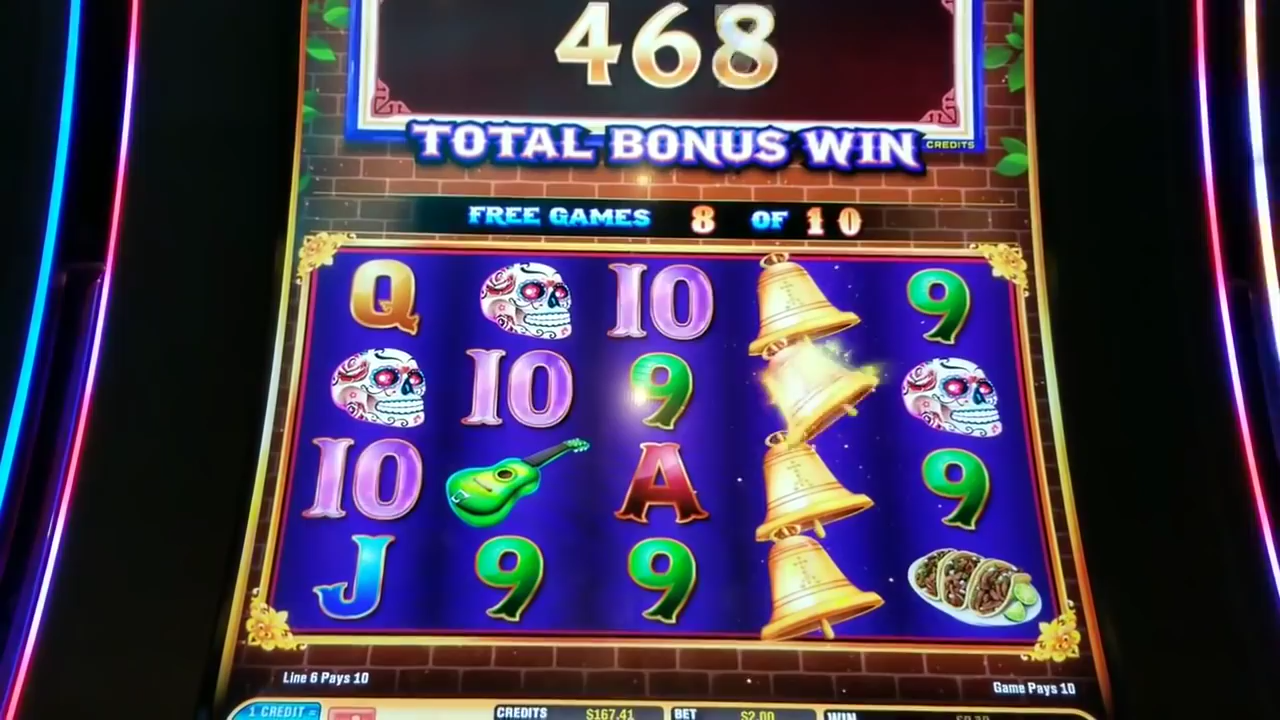 468
TOTAL BONUS WIN CREDITS
FREE GAMES 8 OF 10
Q 10 9
10 9
10 A 9
J 9 9
Line 6 Pays 10 Game Pays 10
1 CREDIT = CREDITS $167.41 BET $2.00 WIN